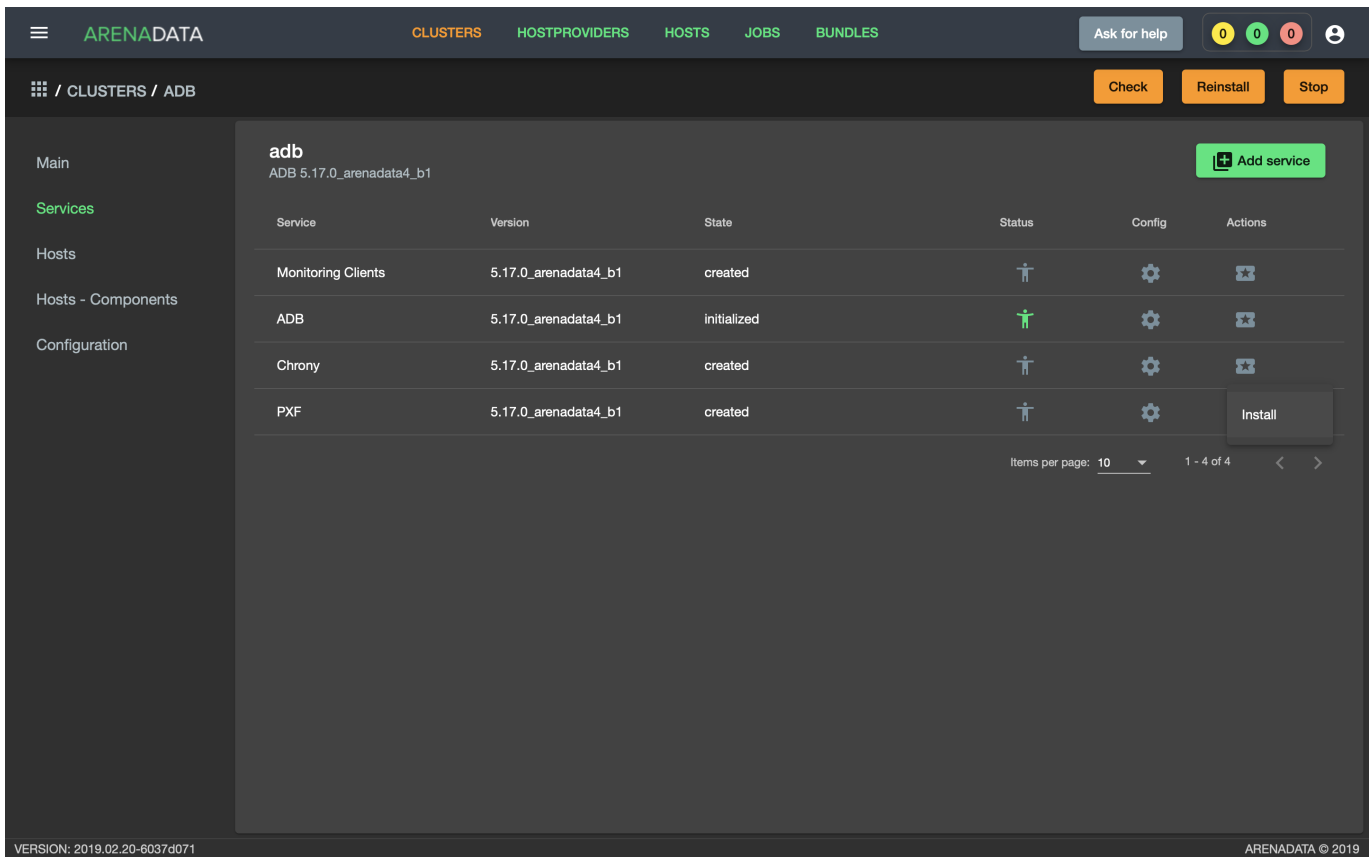 ARENADATA CLUSTERS HOSTPROVIDERS HOSTS JOBS BUNDLES Ask for help 0 0 0
/ CLUSTERS / ADB Check Reinstall Stop
Main
Services
Hosts
Hosts - Components
Configuration
adb
ADB 5.17.0_arenadata4_b1
Add service
Service Version State Status Config Actions
Monitoring Clients 5.17.0_arenadata4_b1 created
ADB 5.17.0_arenadata4_b1 initialized
Chrony 5.17.0_arenadata4_b1 created
PXF 5.17.0_arenadata4_b1 created Install
Items per page: 10 1 - 4 of 4
VERSION: 2019.02.20-6037d071 ARENADATA © 2019